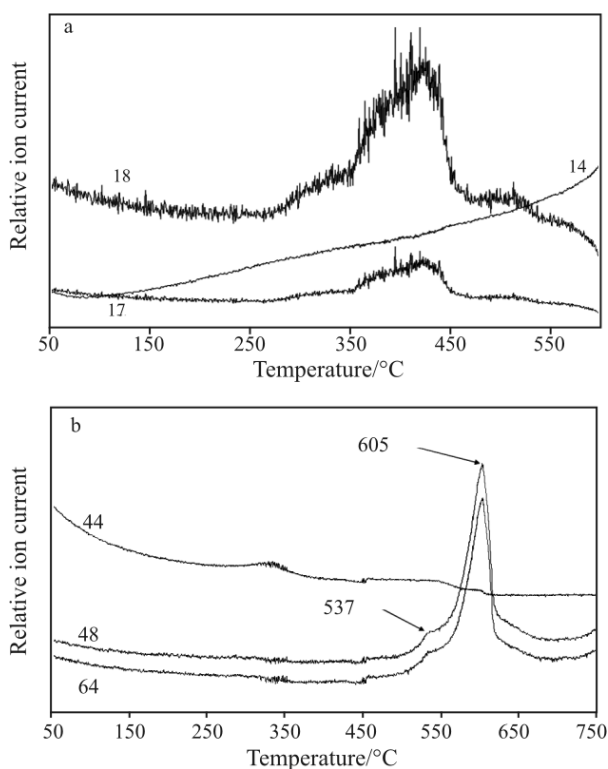 a
Relative ion current
18
14
17
50 150 250 350 450 550
Temperature/°C
b
605
Relative ion current
44
537
48
64
50 150 250 350 450 550 650 750
Temperature/°C